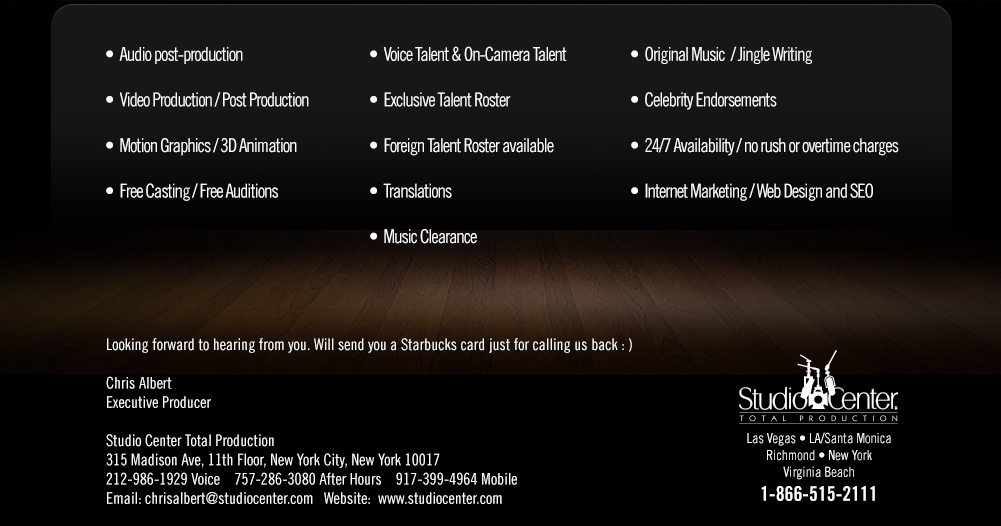 • Audio post-production
• Video Production / Post Production
• Motion Graphics / 3D Animation
• Free Casting / Free Auditions
• Voice Talent & On-Camera Talent
• Exclusive Talent Roster
• Foreign Talent Roster available
• Translations
• Music Clearance
• Original Music / Jingle Writing
• Celebrity Endorsements
• 24/7 Availability / no rush or overtime charges
• Internet Marketing / Web Design and SEO
Looking forward to hearing from you. Will send you a Starbucks card just for calling us back : )
Chris Albert
Executive Producer
Studio Center Total Production
315 Madison Ave, 11th Floor, New York City, New York 10017
212-986-1929 Voice 757-286-3080 After Hours 917-399-4964 Mobile
Email: chrisalbert@studiocenter.com Website: www.studiocenter.com
Studio Center
TOTAL PRODUCTION
Las Vegas • LA/Santa Monica
Richmond • New York
Virginia Beach
1-866-515-2111